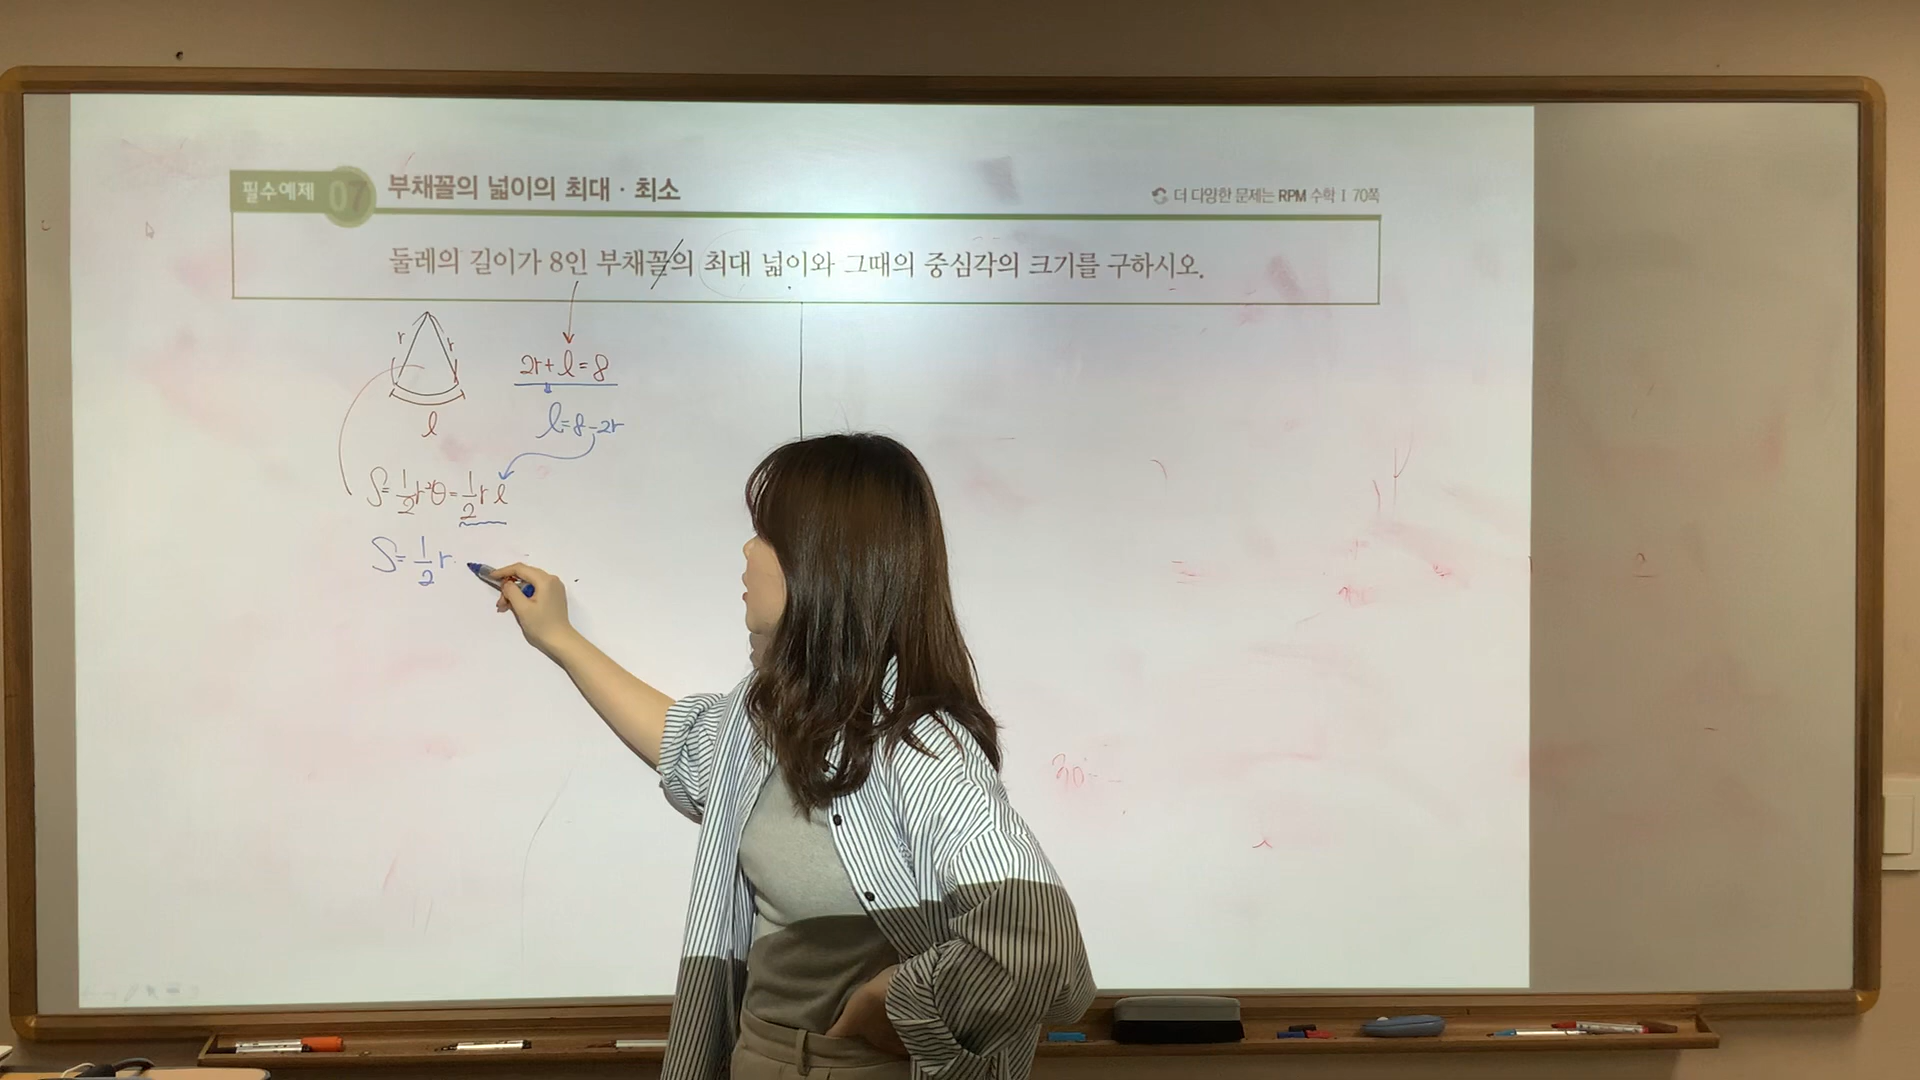 필수예제 07 부채꼴의 넓이의 최대 · 최소
더 다양한 문제는 RPM 수학 I 70쪽
둘레의 길이가 8인 부채꼴의 최대 넓이와 그때의 중심각의 크기를 구하시오.
r r
l
2r+l=8
l=8-2r
S=1/2r²θ=1/2rl
S=1/2r·